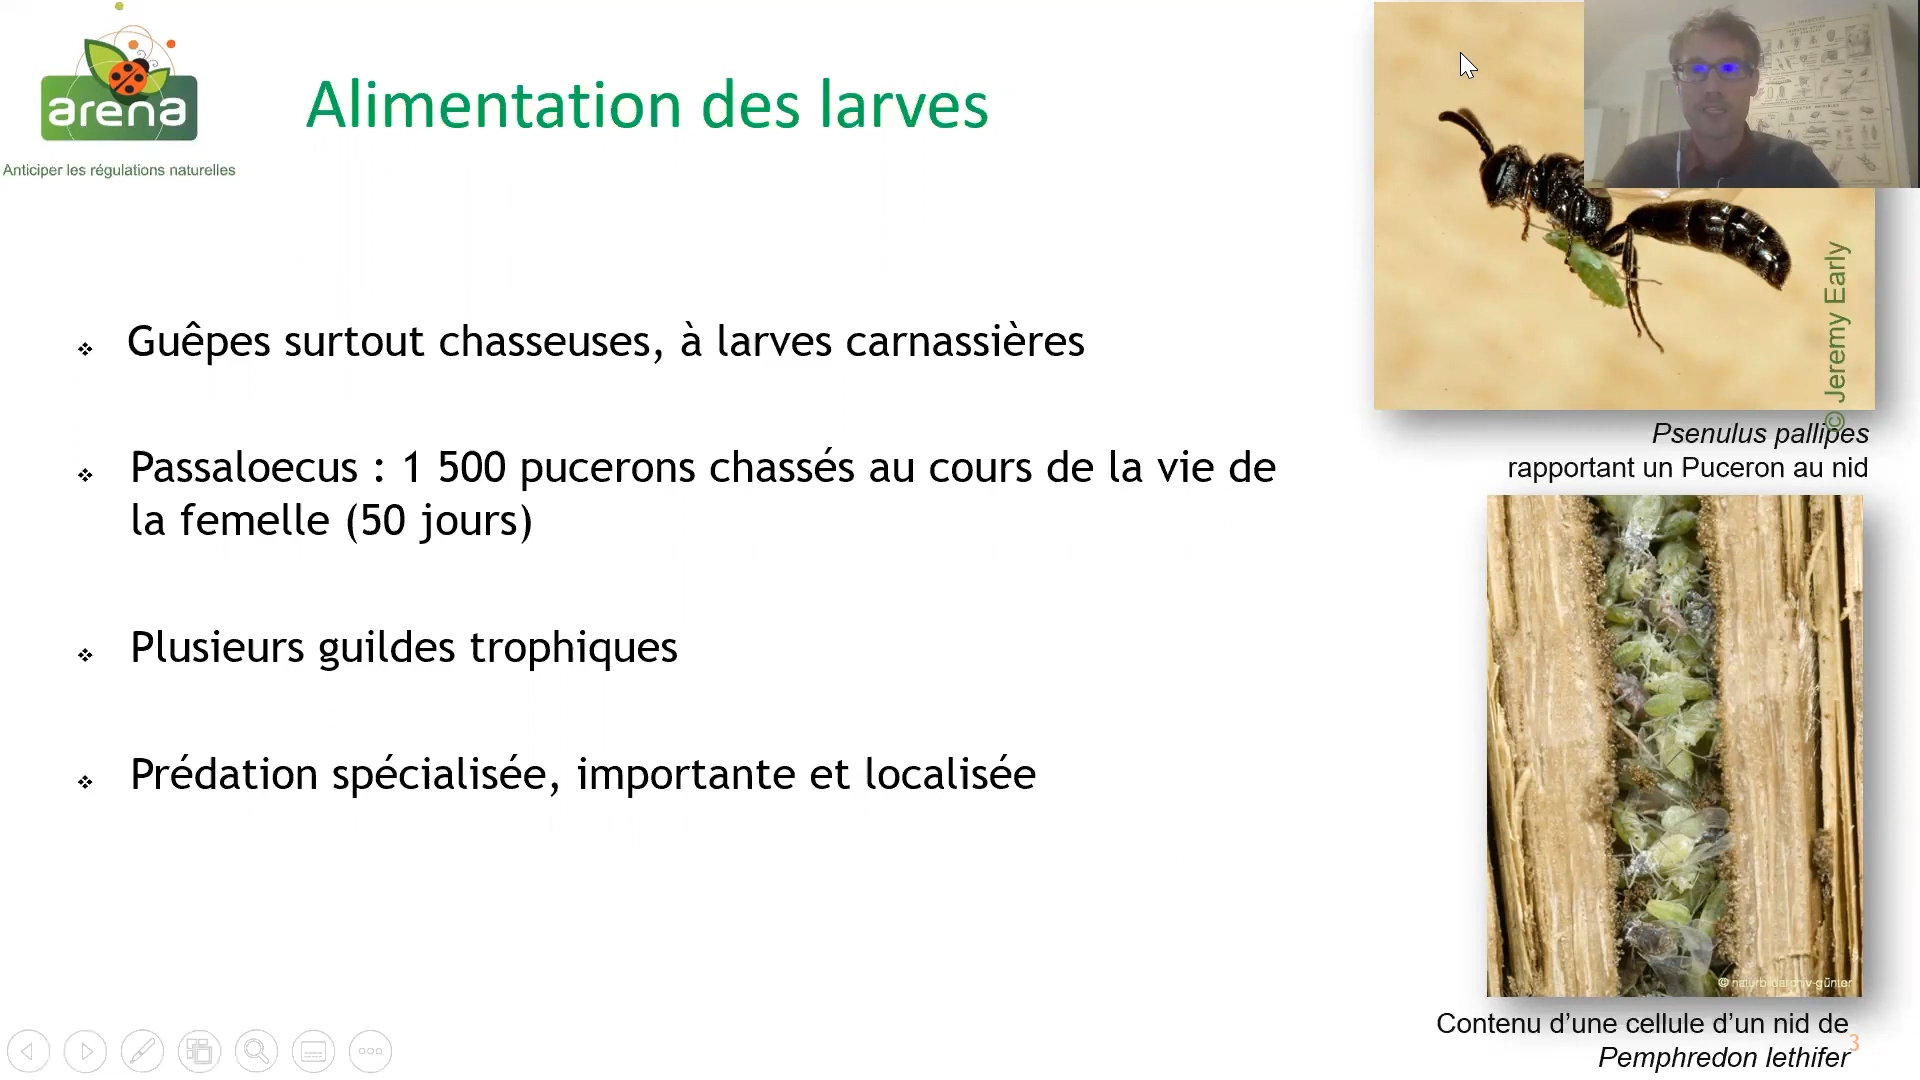 arena
Anticiper les régulations naturelles
Alimentation des larves
Guêpes surtout chasseuses, à larves carnassières
Passaloecus : 1 500 pucerons chassés au cours de la vie de
la femelle (50 jours)
Plusieurs guildes trophiques
Prédation spécialisée, importante et localisée
© Jeremy Early
Psenulus pallipes
rapportant un Puceron au nid
© naturbildarchiv-günter
Contenu d’une cellule d’un nid de
Pemphredon lethifer
3